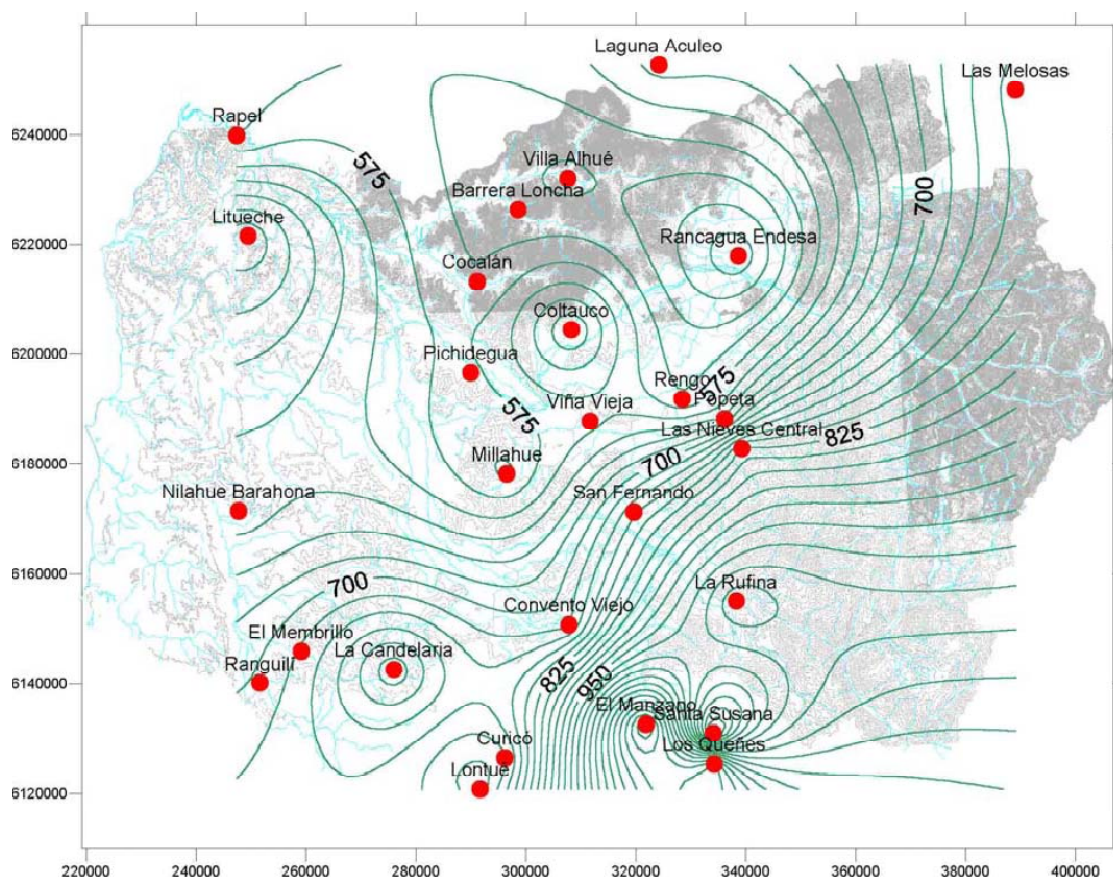 Laguna Aculeo
Las Melosas
6240000
Rapel
575
Villa Alhué
Barrera Loncha
700
Litueche
6220000
Rancagua Endesa
Cocalán
Coltauco
6200000
Pichidegua
Rengo
575
Popeta
Viña Vieja
575
Las Nieves Central
825
Millahue
700
6180000
Nilahue Barahona
San Fernando
6160000
700
La Rufina
Convento Viejo
El Membrillo
La Candelaria
Ranguilí
825
950
6140000
El Manzano
Santa Susana
Curicó
Los Queñes
Lontué
6120000
220000 240000 260000 280000 300000 320000 340000 360000 380000 400000